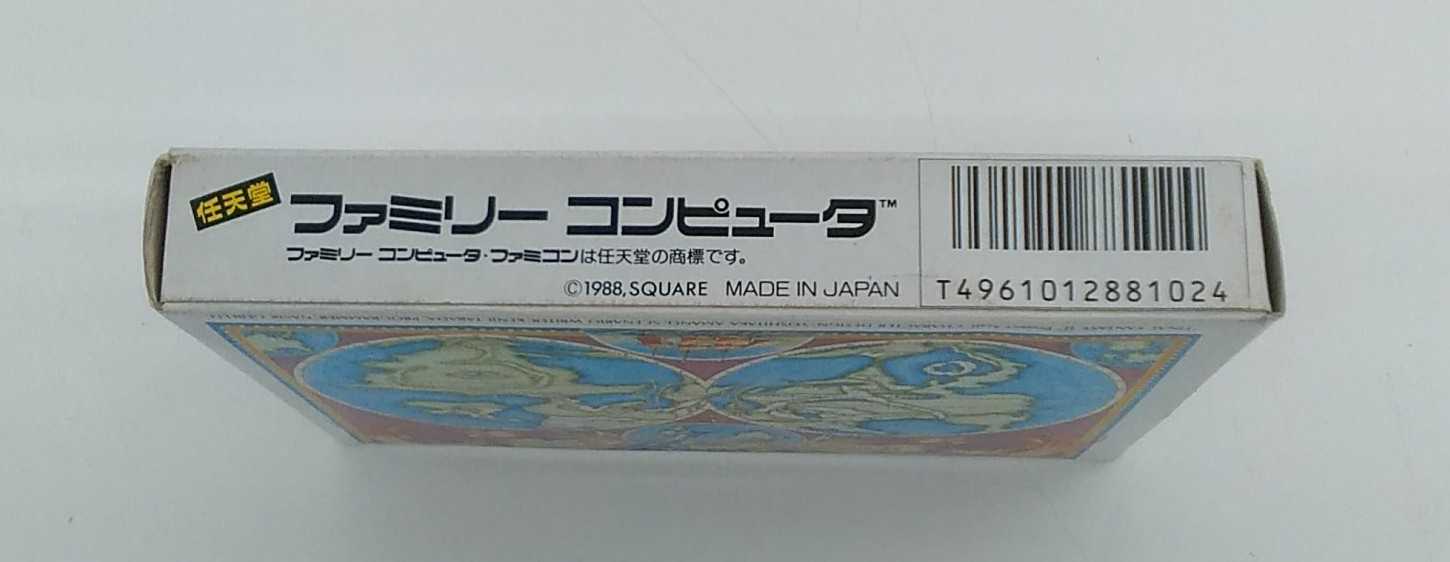 任天堂
ファミリー コンピュータ™
ファミリー コンピュータ・ファミコンは任天堂の商標です。
©1988, SQUARE MADE IN JAPAN
T4961012881024